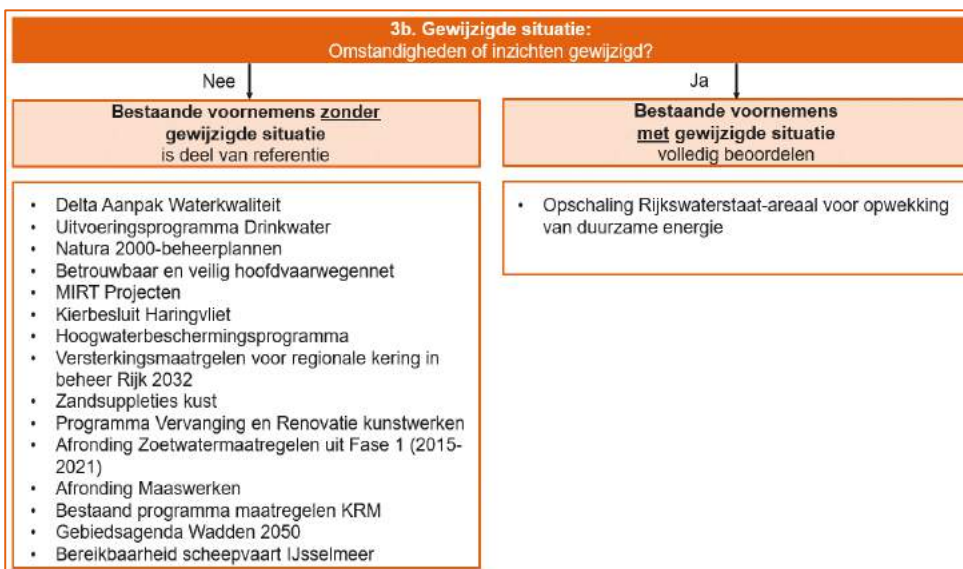 3b. Gewijzigde situatie:
Omstandigheden of inzichten gewijzigd?
Nee
Ja
Bestaande voornemens zonder
gewijzigde situatie
is deel van referentie
Bestaande voornemens
met gewijzigde situatie
volledig beoordelen
• Delta Aanpak Waterkwaliteit
• Uitvoeringsprogramma Drinkwater
• Natura 2000-beheerplannen
• Betrouwbaar en veilig hoofdvaarwegennet
• MIRT Projecten
• Kierbesluit Haringvliet
• Hoogwaterbeschermingsprogramma
• Versterkingsmaatrgelen voor regionale kering in
beheer Rijk 2032
• Zandsuppleties kust
• Programma Vervanging en Renovatie kunstwerken
• Afronding Zoetwatermaatregelen uit Fase 1 (2015-
2021)
• Afronding Maaswerken
• Bestaand programma maatregelen KRM
• Gebiedsagenda Wadden 2050
• Bereikbaarheid scheepvaart IJsselmeer
• Opschaling Rijkswaterstaat-areaal voor opwekking
van duurzame energie